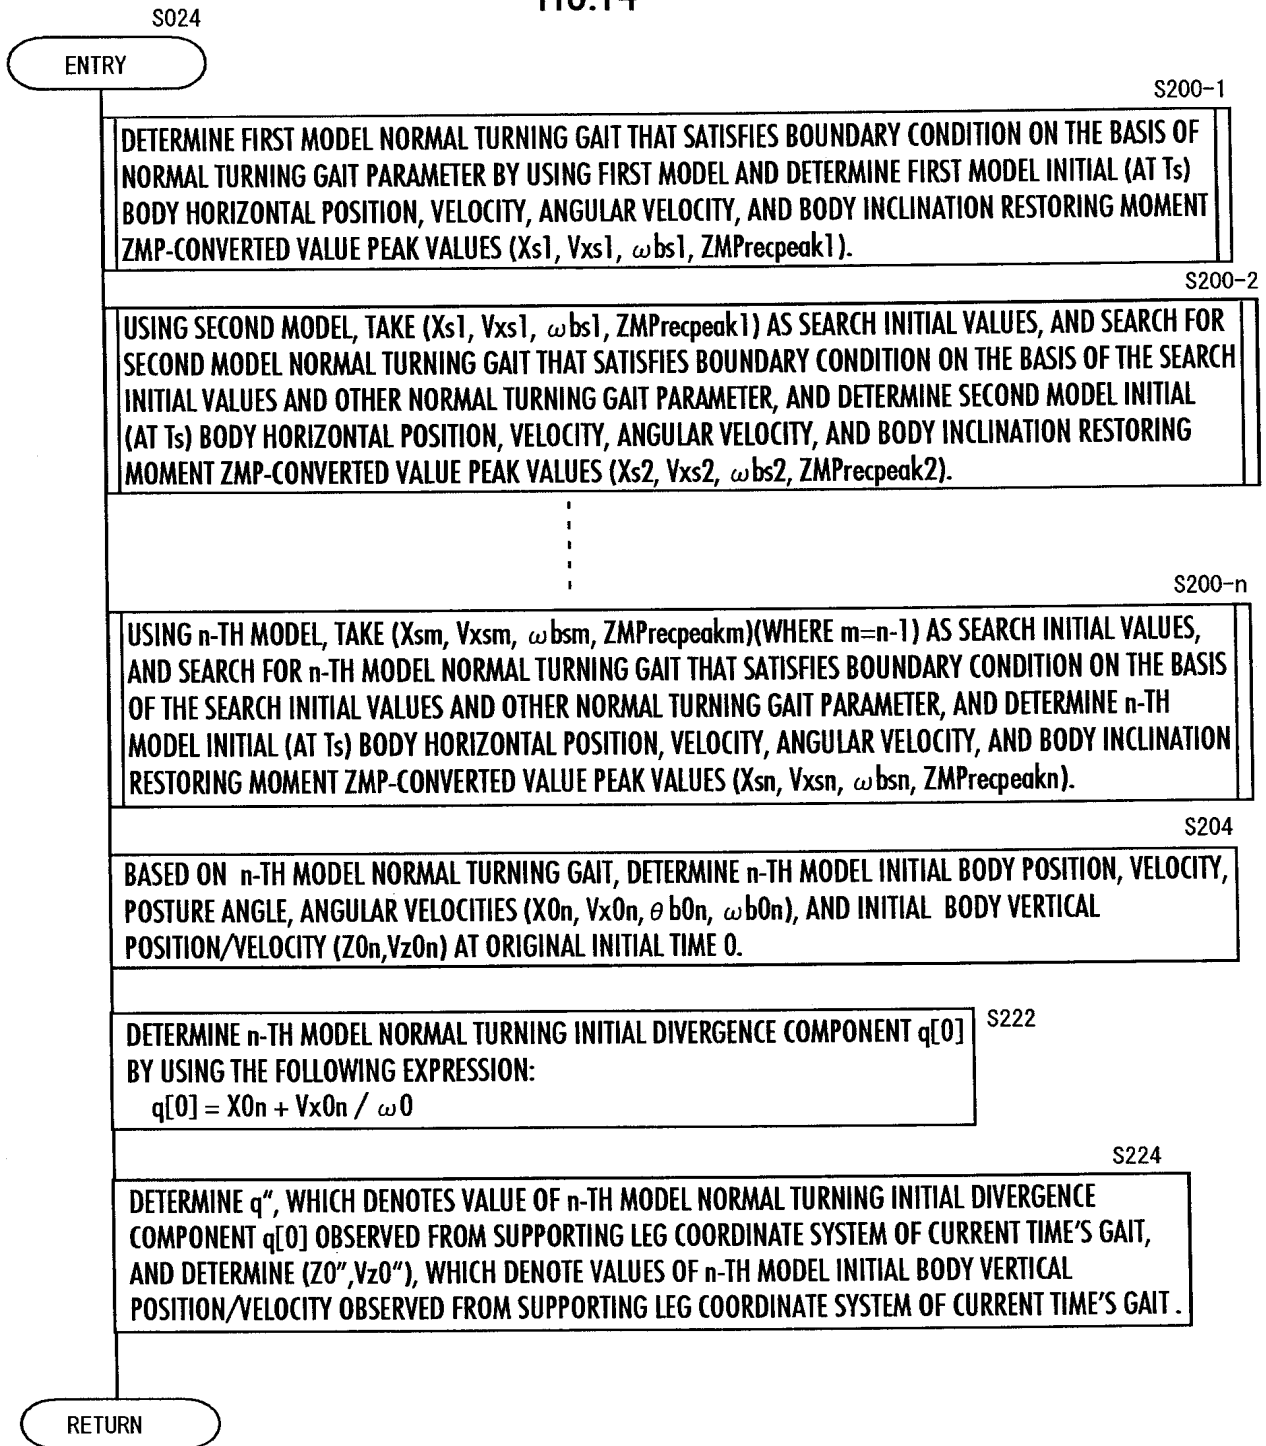 FIG.14
S024
ENTRY
S200-1
DETERMINE FIRST MODEL NORMAL TURNING GAIT THAT SATISFIES BOUNDARY CONDITION ON THE BASIS OF
NORMAL TURNING GAIT PARAMETER BY USING FIRST MODEL AND DETERMINE FIRST MODEL INITIAL (AT Ts)
BODY HORIZONTAL POSITION, VELOCITY, ANGULAR VELOCITY, AND BODY INCLINATION RESTORING MOMENT
ZMP-CONVERTED VALUE PEAK VALUES (Xs1, Vxs1, ωbs1, ZMPrecpeak1).
S200-2
USING SECOND MODEL, TAKE (Xs1, Vxs1, ωbs1, ZMPrecpeak1) AS SEARCH INITIAL VALUES, AND SEARCH FOR
SECOND MODEL NORMAL TURNING GAIT THAT SATISFIES BOUNDARY CONDITION ON THE BASIS OF THE SEARCH
INITIAL VALUES AND OTHER NORMAL TURNING GAIT PARAMETER, AND DETERMINE SECOND MODEL INITIAL
(AT Ts) BODY HORIZONTAL POSITION, VELOCITY, ANGULAR VELOCITY, AND BODY INCLINATION RESTORING
MOMENT ZMP-CONVERTED VALUE PEAK VALUES (Xs2, Vxs2, ωbs2, ZMPrecpeak2).
S200-n
USING n-TH MODEL, TAKE (Xsm, Vxsm, ωbsm, ZMPrecpeakm)(WHERE m=n-1) AS SEARCH INITIAL VALUES,
AND SEARCH FOR n-TH MODEL NORMAL TURNING GAIT THAT SATISFIES BOUNDARY CONDITION ON THE BASIS
OF THE SEARCH INITIAL VALUES AND OTHER NORMAL TURNING GAIT PARAMETER, AND DETERMINE n-TH
MODEL INITIAL (AT Ts) BODY HORIZONTAL POSITION, VELOCITY, ANGULAR VELOCITY, AND BODY INCLINATION
RESTORING MOMENT ZMP-CONVERTED VALUE PEAK VALUES (Xsn, Vxsn, ωbsn, ZMPrecpeakn).
S204
BASED ON n-TH MODEL NORMAL TURNING GAIT, DETERMINE n-TH MODEL INITIAL BODY POSITION, VELOCITY,
POSTURE ANGLE, ANGULAR VELOCITIES (X0n, Vx0n, θb0n, ωb0n), AND INITIAL BODY VERTICAL
POSITION/VELOCITY (Z0n,Vz0n) AT ORIGINAL INITIAL TIME 0.
S222
DETERMINE n-TH MODEL NORMAL TURNING INITIAL DIVERGENCE COMPONENT q[0]
BY USING THE FOLLOWING EXPRESSION:
q[0] = X0n + Vx0n / ω0
S224
DETERMINE q″, WHICH DENOTES VALUE OF n-TH MODEL NORMAL TURNING INITIAL DIVERGENCE
COMPONENT q[0] OBSERVED FROM SUPPORTING LEG COORDINATE SYSTEM OF CURRENT TIME'S GAIT,
AND DETERMINE (Z0″,Vz0″), WHICH DENOTE VALUES OF n-TH MODEL INITIAL BODY VERTICAL
POSITION/VELOCITY OBSERVED FROM SUPPORTING LEG COORDINATE SYSTEM OF CURRENT TIME'S GAIT .
RETURN